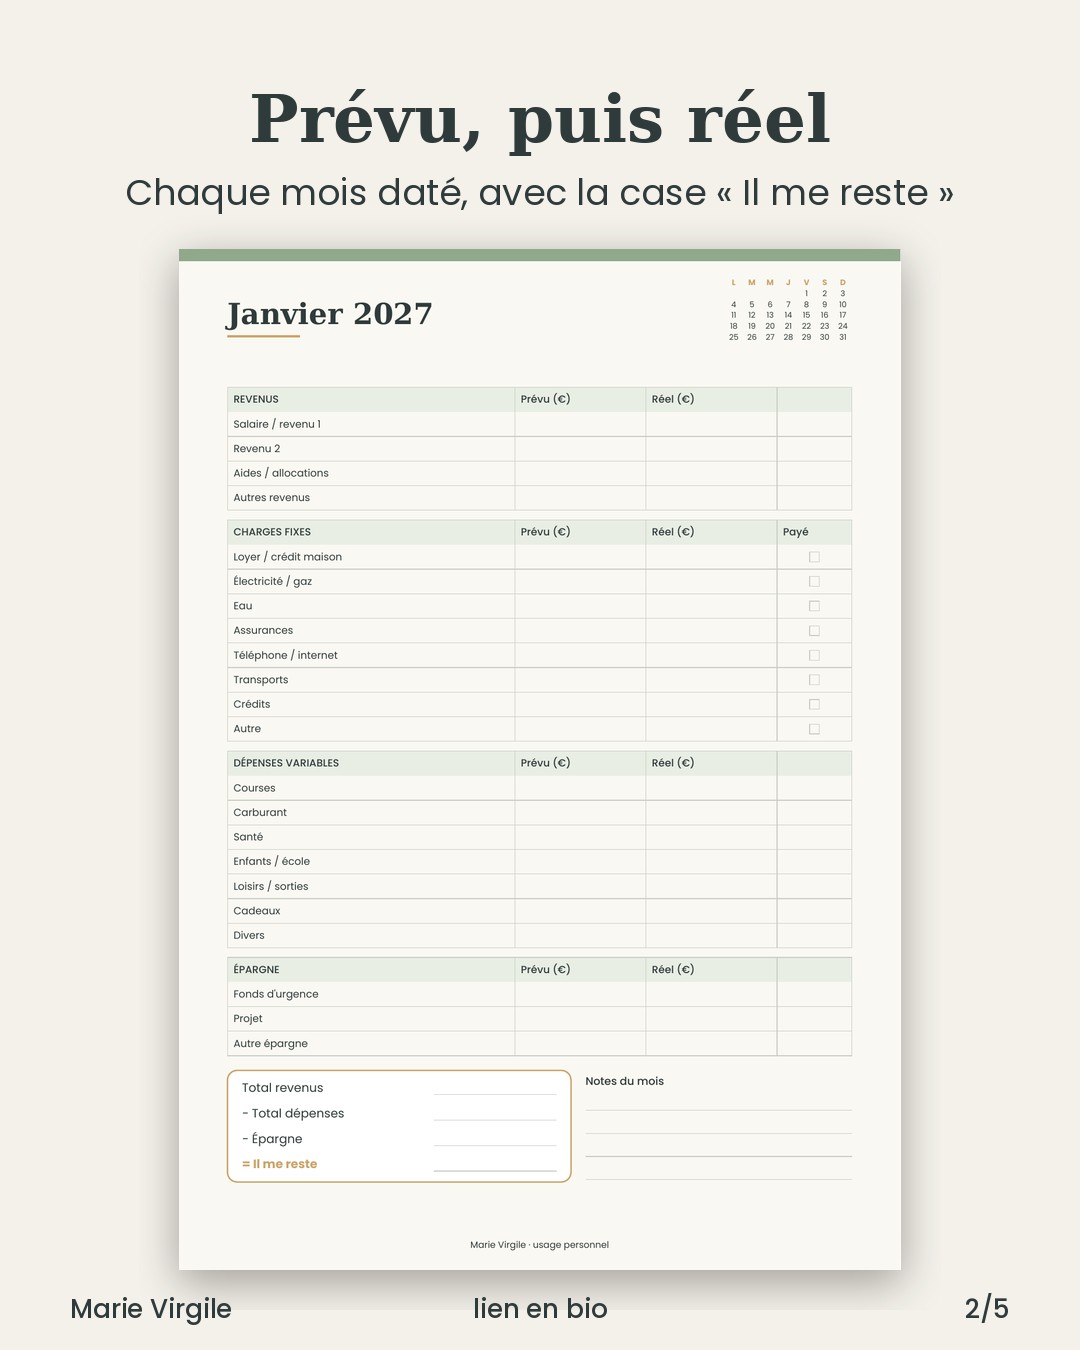 Prévu, puis réel
Chaque mois daté, avec la case « Il me reste »
Janvier 2027
L M M J V S D
1 2 3
4 5 6 7 8 9 10
11 12 13 14 15 16 17
18 19 20 21 22 23 24
25 26 27 28 29 30 31
REVENUS Prévu (€) Réel (€)
Salaire / revenu 1
Revenu 2
Aides / allocations
Autres revenus
CHARGES FIXES Prévu (€) Réel (€) Payé
Loyer / crédit maison
Électricité / gaz
Eau
Assurances
Téléphone / internet
Transports
Crédits
Autre
DÉPENSES VARIABLES Prévu (€) Réel (€)
Courses
Carburant
Santé
Enfants / école
Loisirs / sorties
Cadeaux
Divers
ÉPARGNE Prévu (€) Réel (€)
Fonds d'urgence
Projet
Autre épargne
Total revenus
- Total dépenses
- Épargne
= Il me reste
Notes du mois
Marie Virgile · usage personnel
Marie Virgile lien en bio 2/5